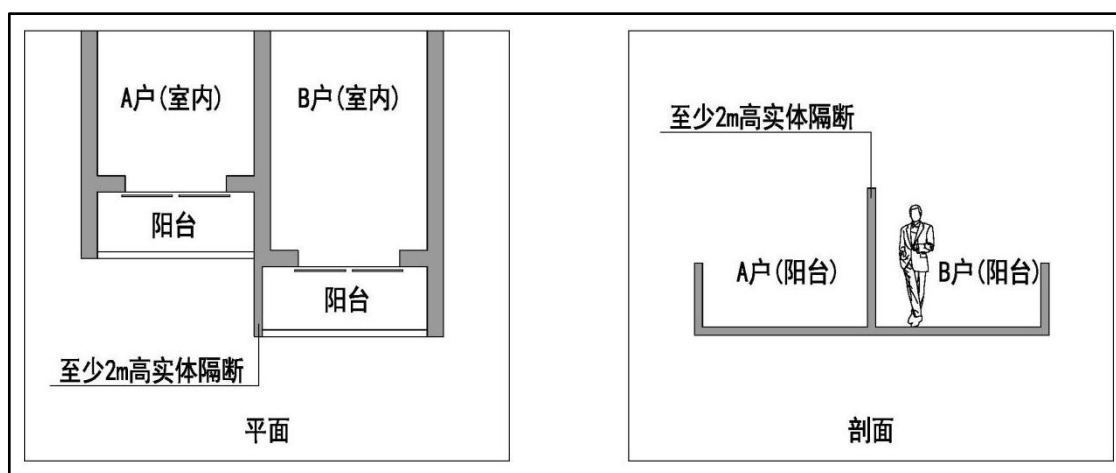 A户(室内)
B户(室内)
阳台
阳台
至少2m高实体隔断
平面
至少2m高实体隔断
A户(阳台)
B户(阳台)
剖面